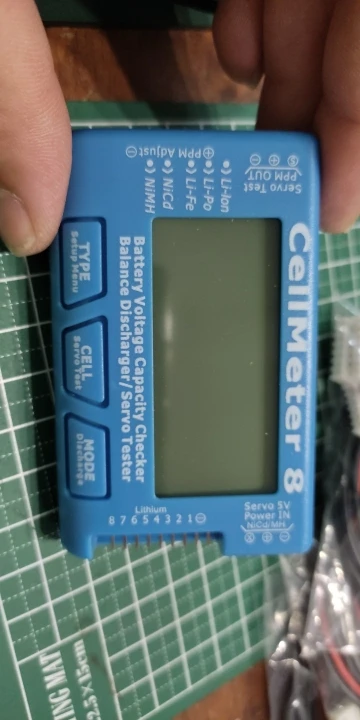 CellMeter 8
Servo Test
PPM OUT
Servo 5V
Power IN
NiCd/MH
Li-Ion
Li-Po
Li-Fe
NiCd
NiMH
⊕PPM Adjust⊖
Lithium
8 7 6 5 4 3 2 1 ⊖
Battery Voltage Capacity Checker
Balance Discharger/Servo Tester
TYPE
Setup Menu
CELL
Servo Test
MODE
Discharge
TING MAT